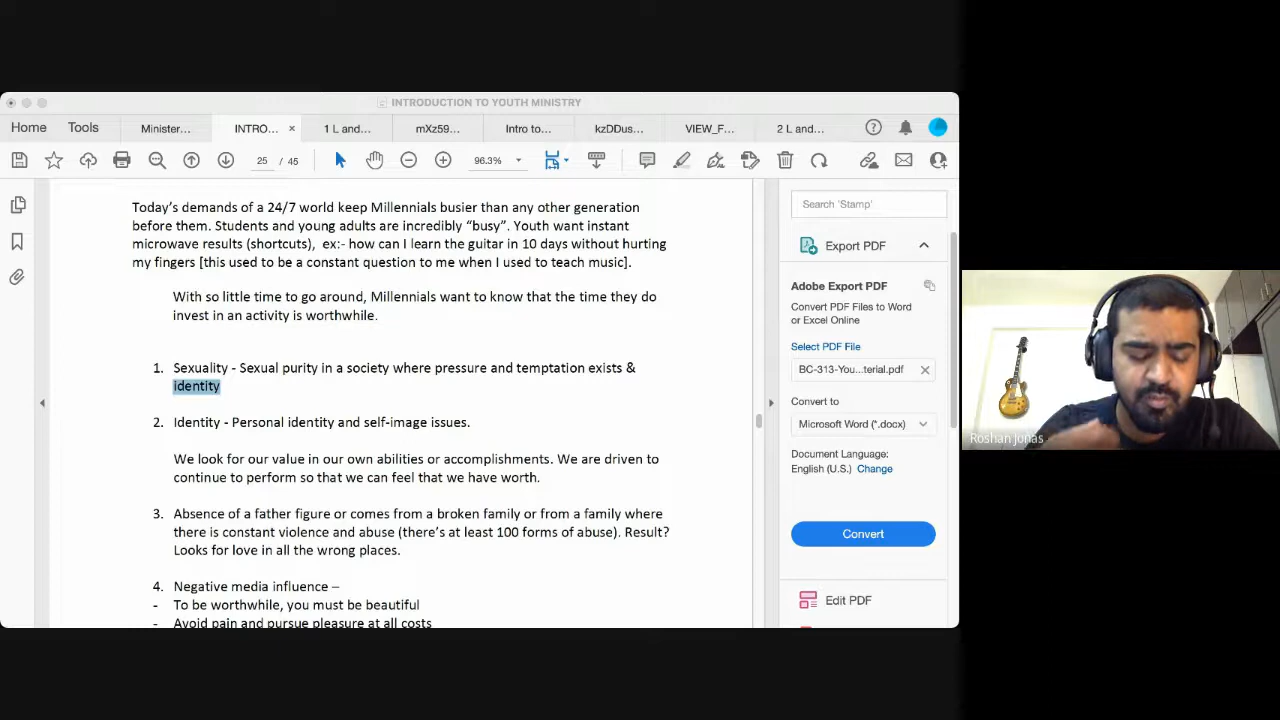 INTRODUCTION TO YOUTH MINISTRY
Home
Tools
Minister...
INTRO...
1 L and...
mXz59...
Intro to...
kzDDus...
VIEW_F...
2 L and...
25 / 45
96.3%
Today's demands of a 24/7 world keep Millennials busier than any other generation
before them. Students and young adults are incredibly “busy”. Youth want instant
microwave results (shortcuts), ex:- how can I learn the guitar in 10 days without hurting
my fingers [this used to be a constant question to me when I used to teach music].
With so little time to go around, Millennials want to know that the time they do
invest in an activity is worthwhile.
1. Sexuality - Sexual purity in a society where pressure and temptation exists &
identity
2. Identity - Personal identity and self-image issues.
We look for our value in our own abilities or accomplishments. We are driven to
continue to perform so that we can feel that we have worth.
3. Absence of a father figure or comes from a broken family or from a family where
there is constant violence and abuse (there's at least 100 forms of abuse). Result?
Looks for love in all the wrong places.
4. Negative media influence –
- To be worthwhile, you must be beautiful
- Avoid pain and pursue pleasure at all costs
Search 'Stamp'
Export PDF
Adobe Export PDF
Convert PDF Files to Word
or Excel Online
Select PDF File
BC-313-You...terial.pdf
Convert to
Microsoft Word (*.docx)
Document Language:
English (U.S.) Change
Convert
Edit PDF
Roshan Jonas